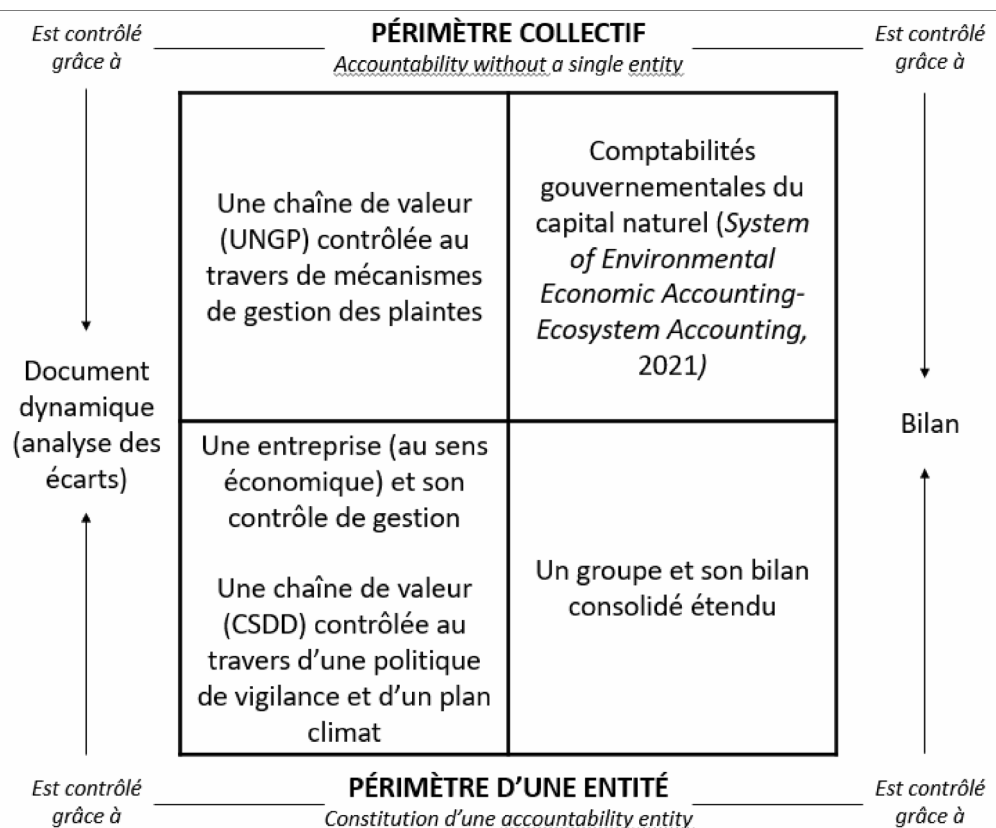 Est contrôlé
grâce à
PÉRIMÈTRE COLLECTIF
Accountability without a single entity
Est contrôlé
grâce à
Une chaîne de valeur
(UNGP) contrôlée au
travers de mécanismes
de gestion des plaintes
Comptabilités
gouvernementales du
capital naturel (System
of Environmental
Economic Accounting-
Ecosystem Accounting,
2021)
Document
dynamique
(analyse des
écarts)
Bilan
Une entreprise (au sens
économique) et son
contrôle de gestion
Une chaîne de valeur
(CSDD) contrôlée au
travers d’une politique
de vigilance et d’un plan
climat
Un groupe et son bilan
consolidé étendu
Est contrôlé
grâce à
PÉRIMÈTRE D’UNE ENTITÉ
Constitution d’une accountability entity
Est contrôlé
grâce à